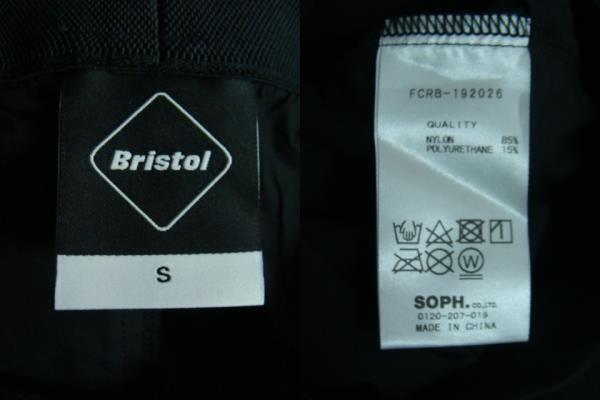 Bristol
S
FCRB-192026
QUALITY
NYLON 85%
POLYURETHANE 15%
W
SOPH. CO.,LTD.
0120-207-019
MADE IN CHINA